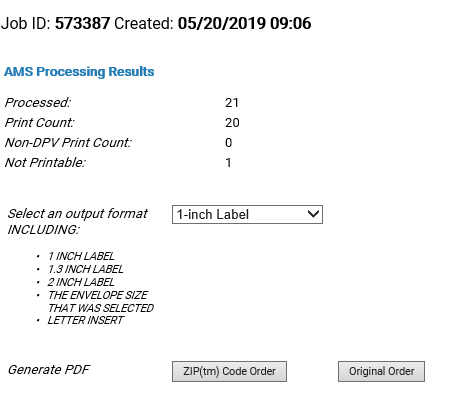 Job ID: 573387 Created: 05/20/2019 09:06
AMS Processing Results
Processed: 21
Print Count: 20
Non-DPV Print Count: 0
Not Printable: 1
Select an output format 1-inch Label
INCLUDING:
• 1 INCH LABEL
• 1.3 INCH LABEL
• 2 INCH LABEL
• THE ENVELOPE SIZE
THAT WAS SELECTED
• LETTER INSERT
Generate PDF ZIP(tm) Code Order Original Order